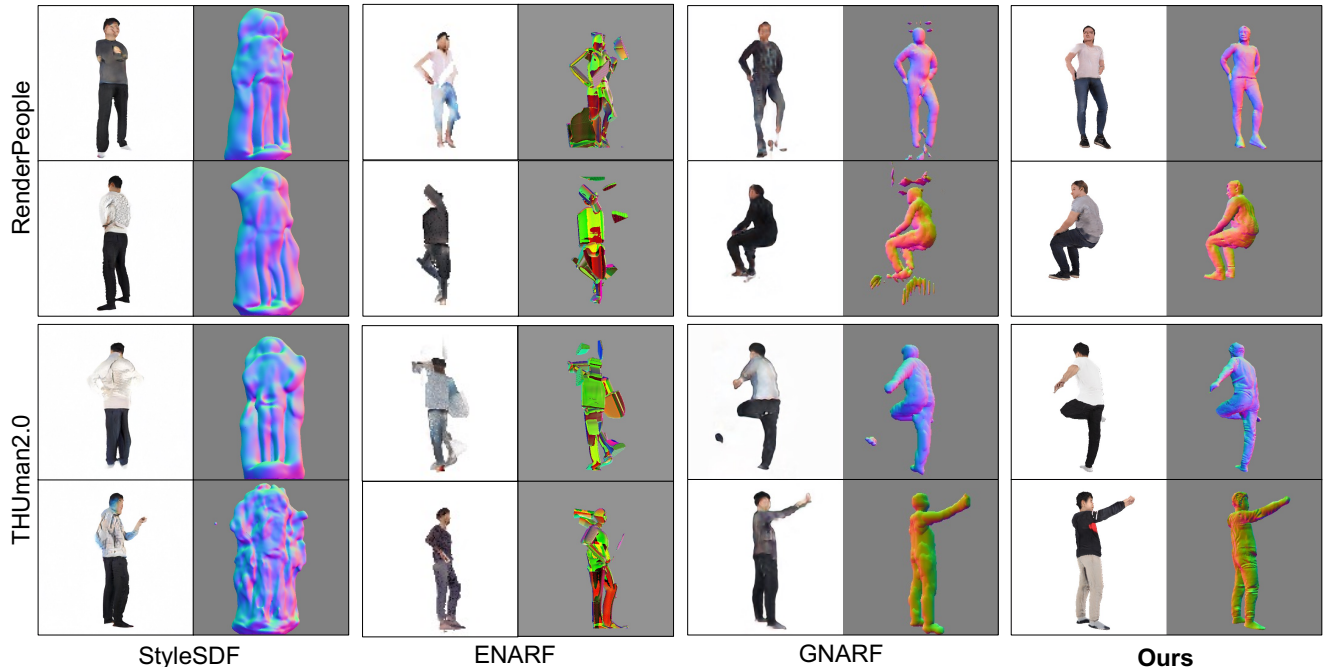 RenderPeople
THUman2.0
StyleSDF
ENARF
GNARF
Ours